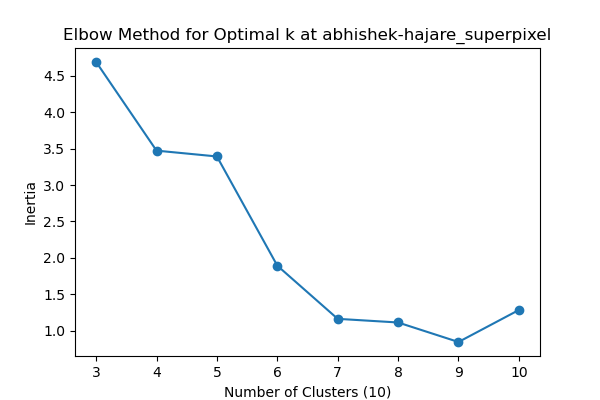 Elbow Method for Optimal k at abhishek-hajare_superpixel
4.5
4.0
3.5
3.0
2.5
2.0
1.5
1.0
Inertia
3 4 5 6 7 8 9 10
Number of Clusters (10)